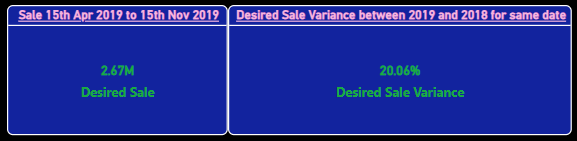 Sale 15th Apr 2019 to 15th Nov 2019
2.67M
Desired Sale
Desired Sale Variance between 2019 and 2018 for same date
20.06%
Desired Sale Variance